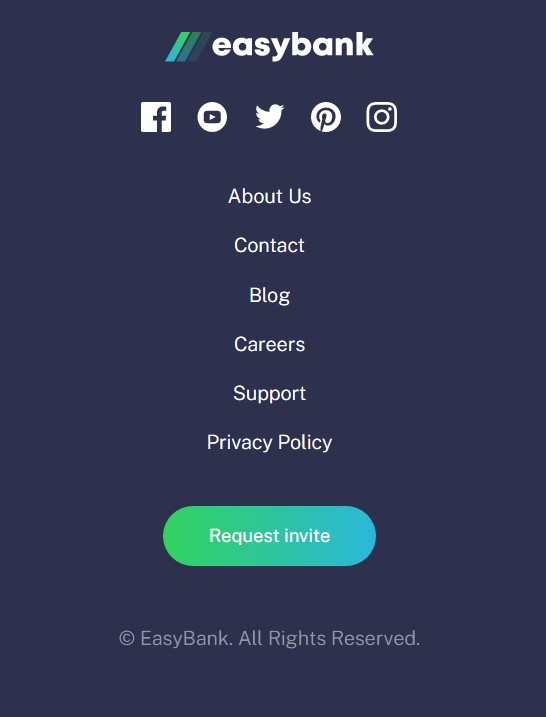 easybank
About Us
Contact
Blog
Careers
Support
Privacy Policy
Request invite
© EasyBank. All Rights Reserved.